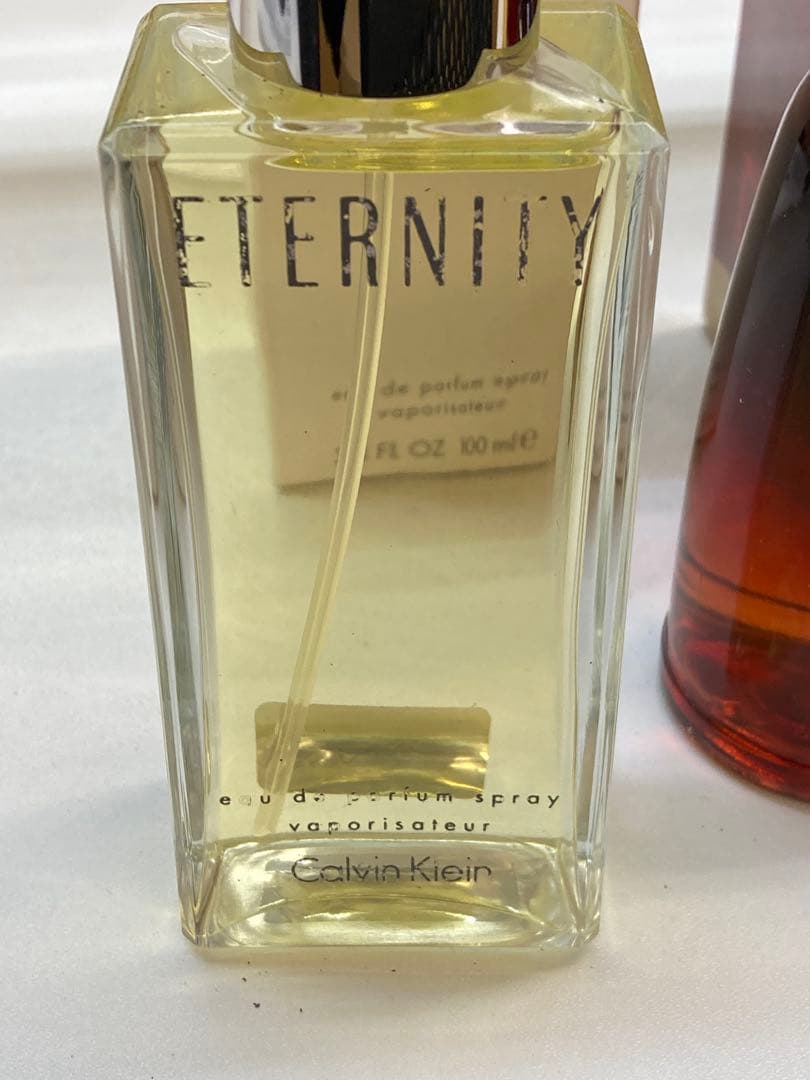 ETERNITY
eau de parfum spray
vaporisateur
FL OZ 100 ml ℮
eau de parfum spray
vaporisateur
Calvin Klein